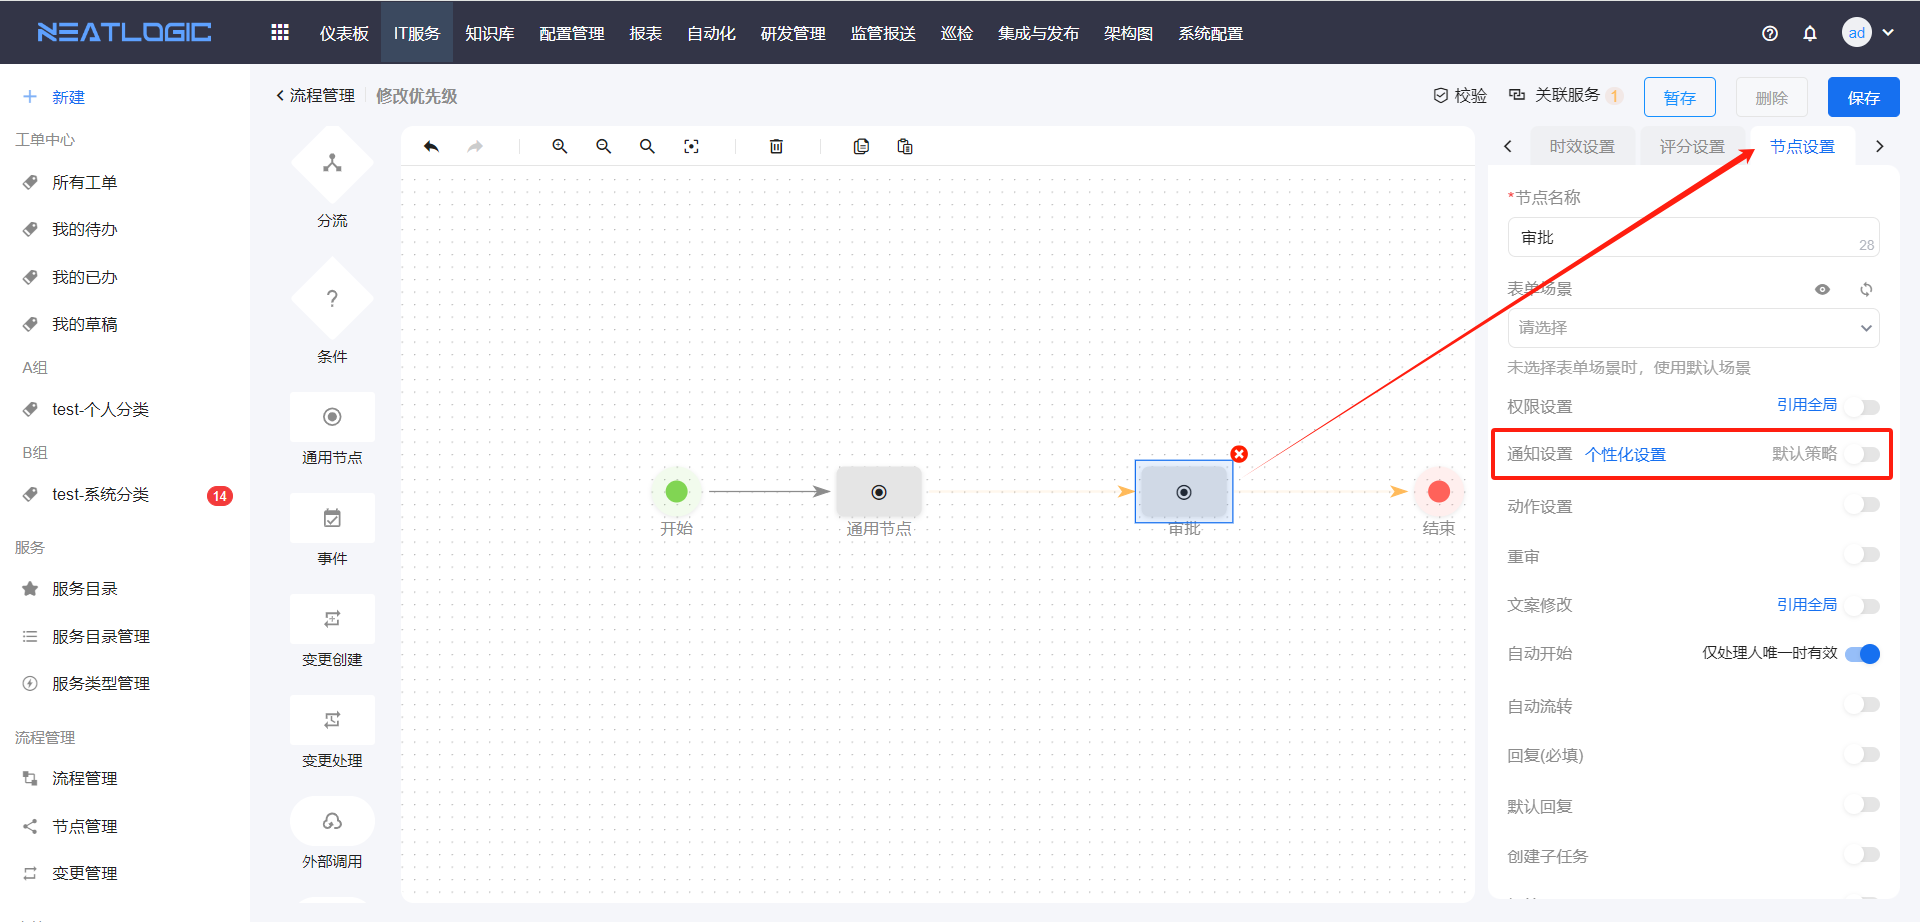 NEATLOGIC
仪表板
IT服务
知识库
配置管理
报表
自动化
研发管理
监管报送
巡检
集成与发布
架构图
系统配置
ad
新建
工单中心
所有工单
我的待办
我的已办
我的草稿
A组
test-个人分类
B组
test-系统分类
14
服务
服务目录
服务目录管理
服务类型管理
流程管理
流程管理
节点管理
变更管理
流程管理
修改优先级
校验
关联服务
1
暂存
删除
保存
分流
条件
通用节点
事件
变更创建
变更处理
外部调用
开始
通用节点
审批
结束
时效设置
评分设置
节点设置
*节点名称
审批
28
表单场景
请选择
未选择表单场景时，使用默认场景
权限设置
引用全局
通知设置 个性化设置
默认策略
动作设置
重审
文案修改
引用全局
自动开始
仅处理人唯一时有效
自动流转
回复(必填)
默认回复
创建子任务